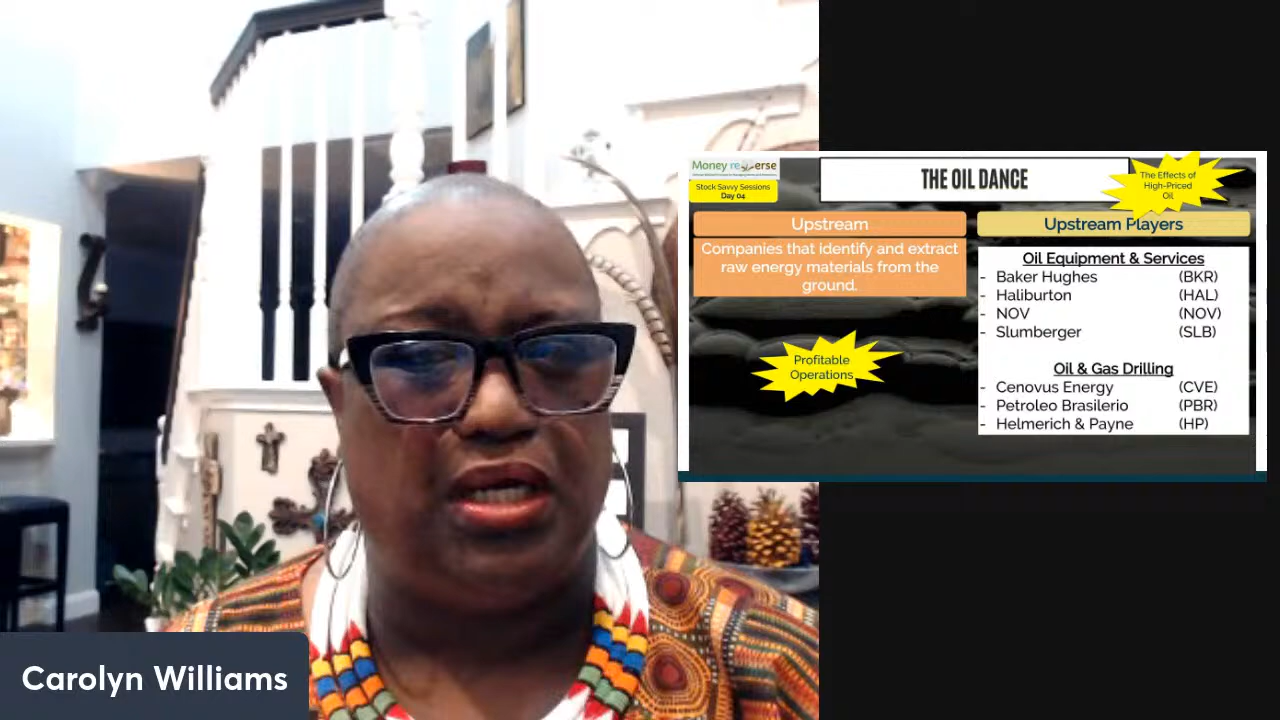 Money re erse
Stock Savvy Sessions
Day 04
THE OIL DANCE
The Effects of
High-Priced
Oil
Upstream
Companies that identify and extract
raw energy materials from the
ground.
Profitable
Operations
Upstream Players
Oil Equipment & Services
- Baker Hughes (BKR)
- Haliburton (HAL)
- NOV (NOV)
- Slumberger (SLB)
Oil & Gas Drilling
- Cenovus Energy (CVE)
- Petroleo Brasilerio (PBR)
- Helmerich & Payne (HP)
Carolyn Williams